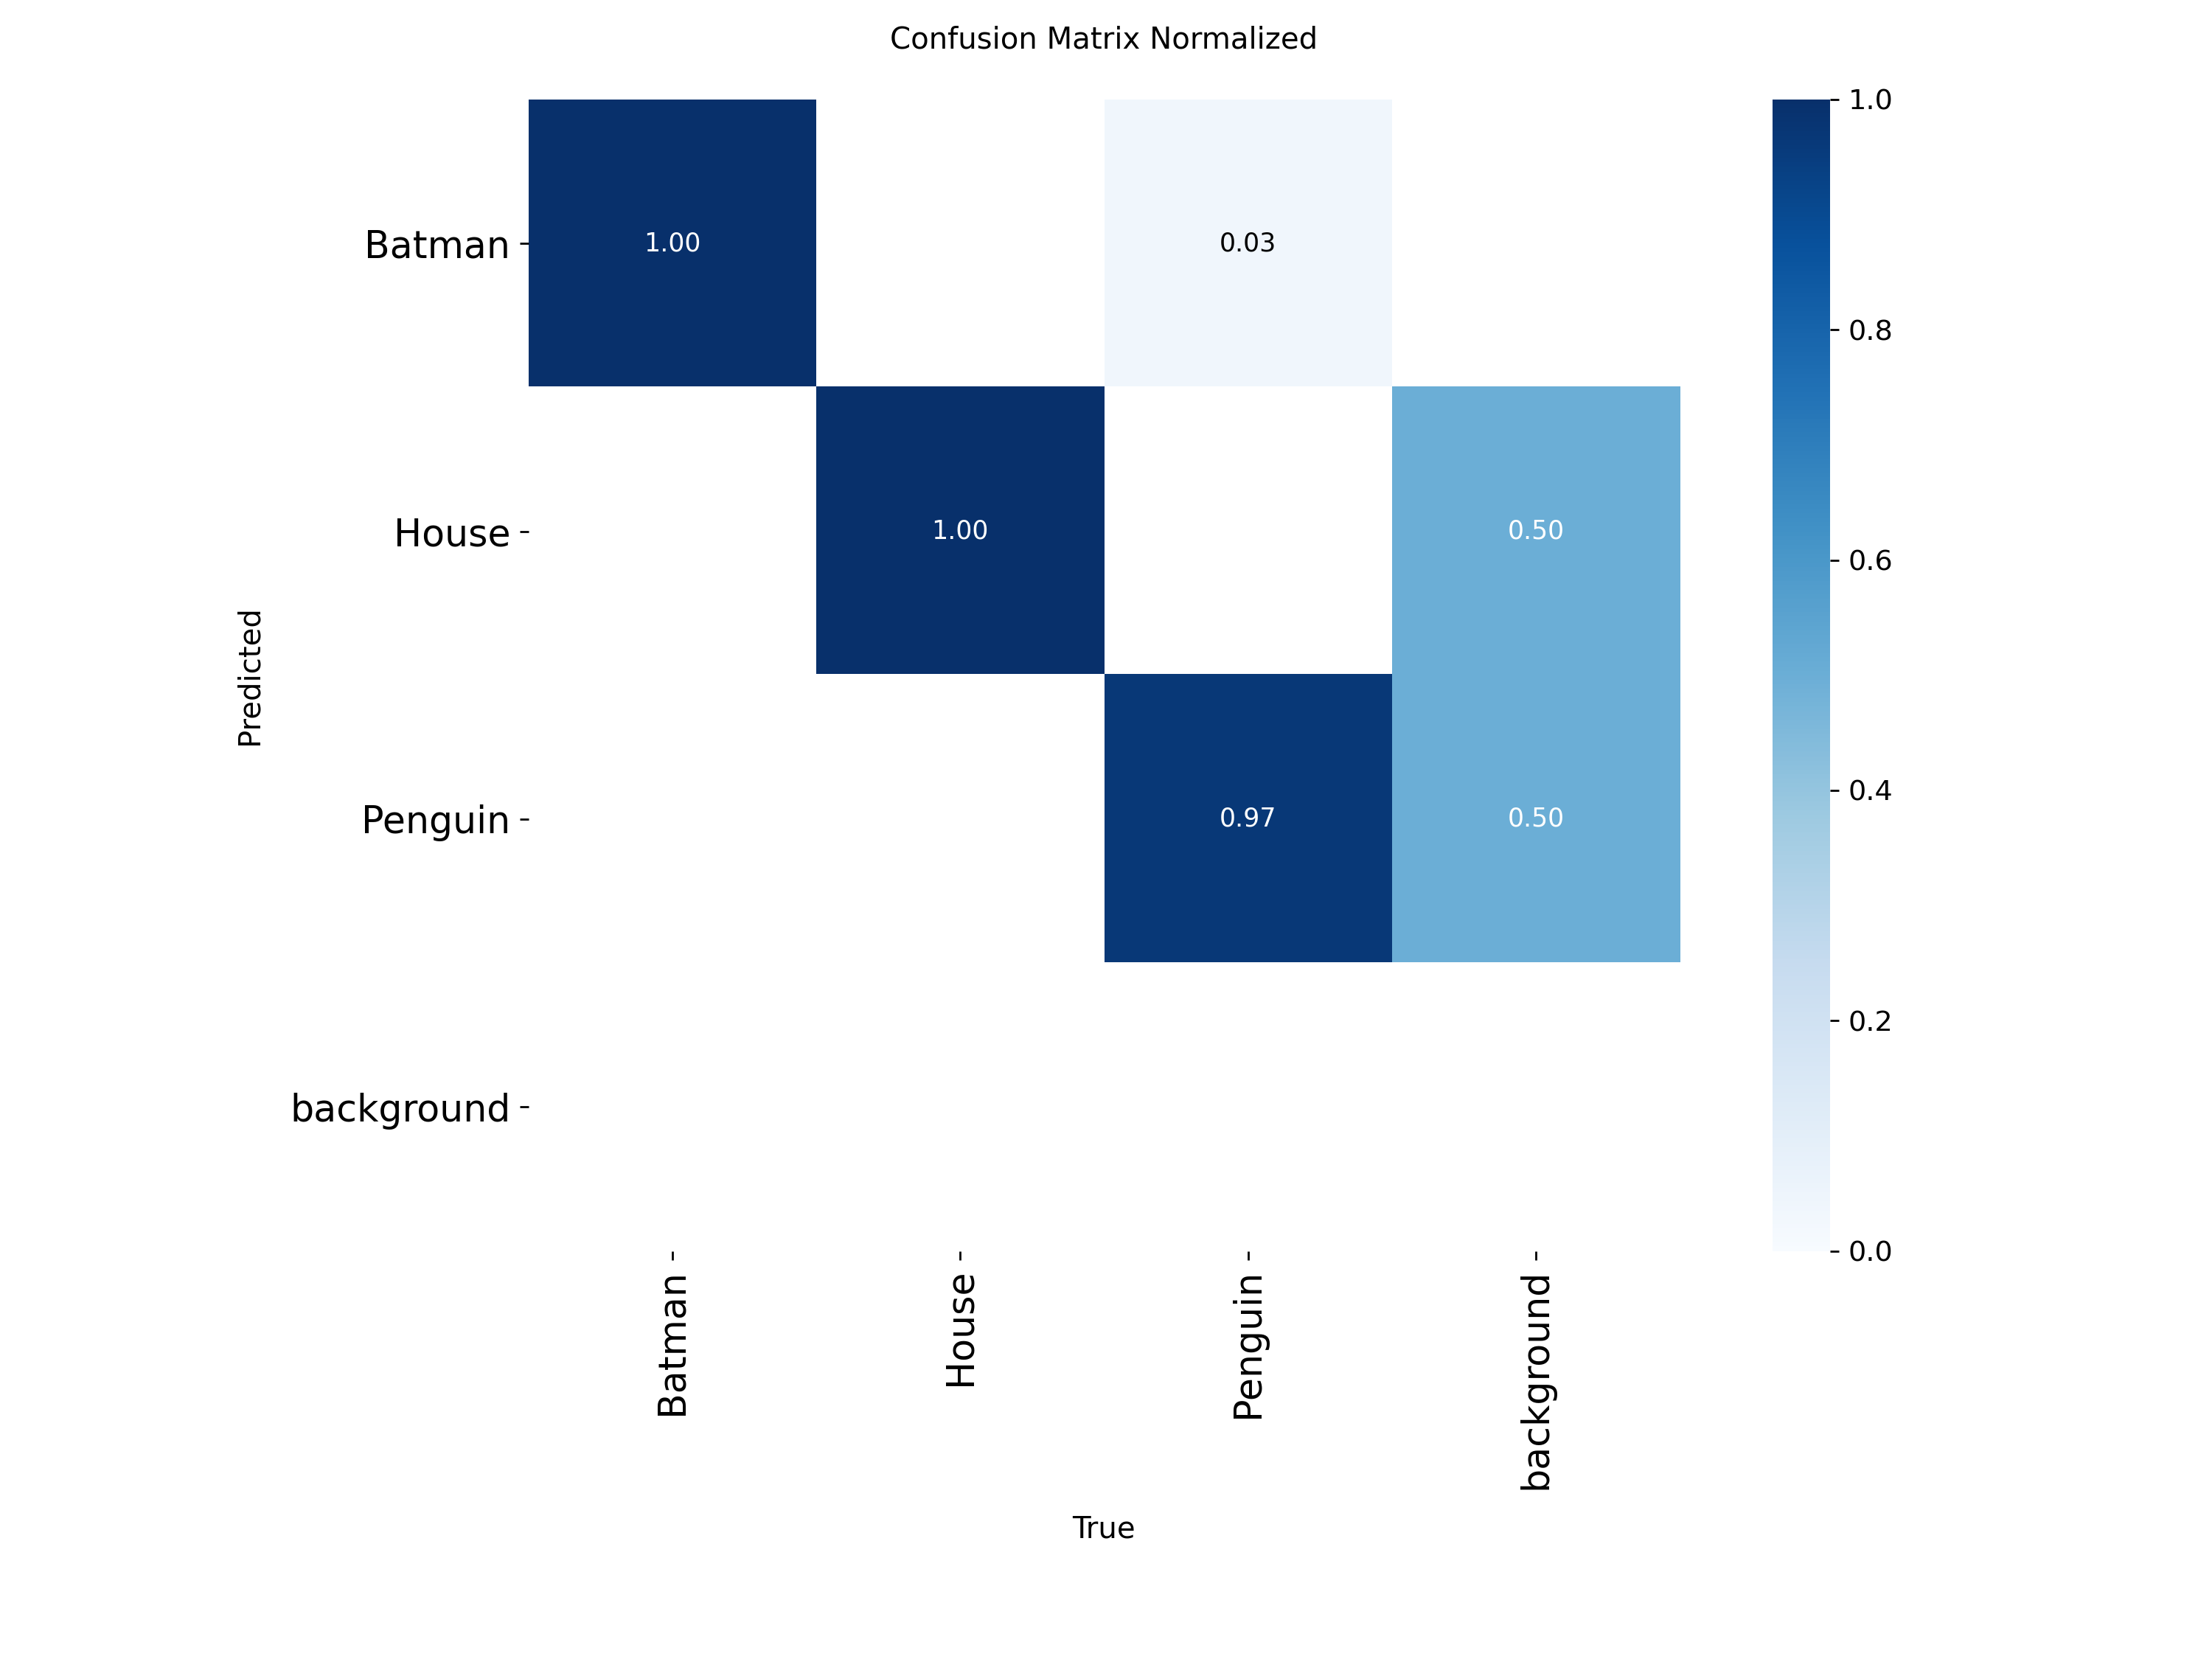 Confusion Matrix Normalized
Batman
1.00
0.03
House
1.00
0.50
Penguin
0.97
0.50
background
Predicted
Batman
House
Penguin
background
True
1.0
0.8
0.6
0.4
0.2
0.0